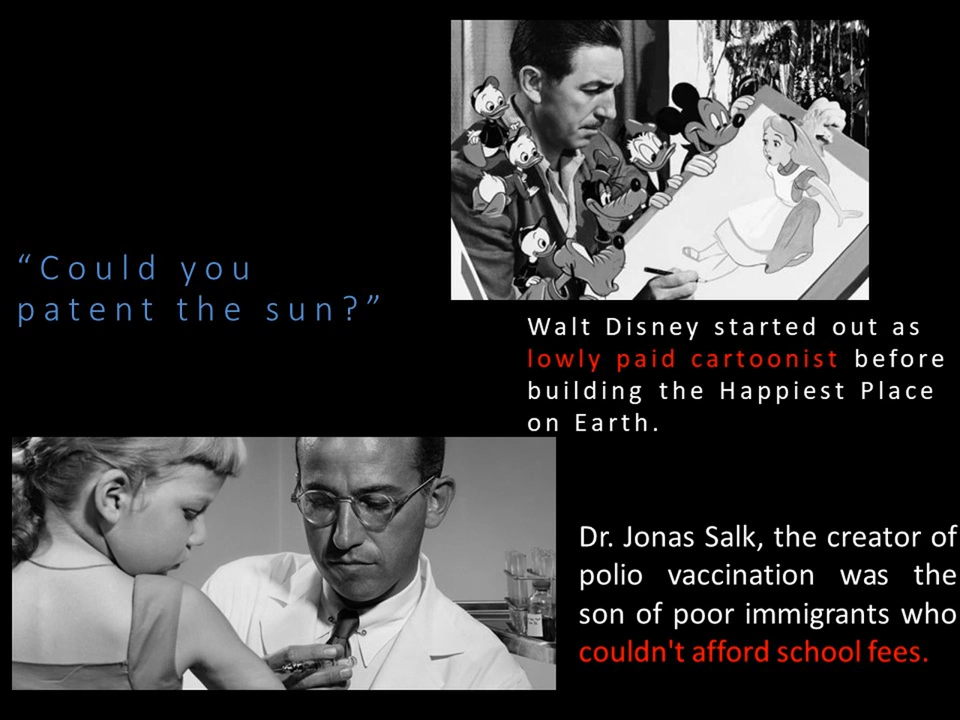 “Could you
patent the sun?”
Walt Disney started out as
lowly paid cartoonist before
building the Happiest Place
on Earth.
Dr. Jonas Salk, the creator of
polio vaccination was the
son of poor immigrants who
couldn't afford school fees.